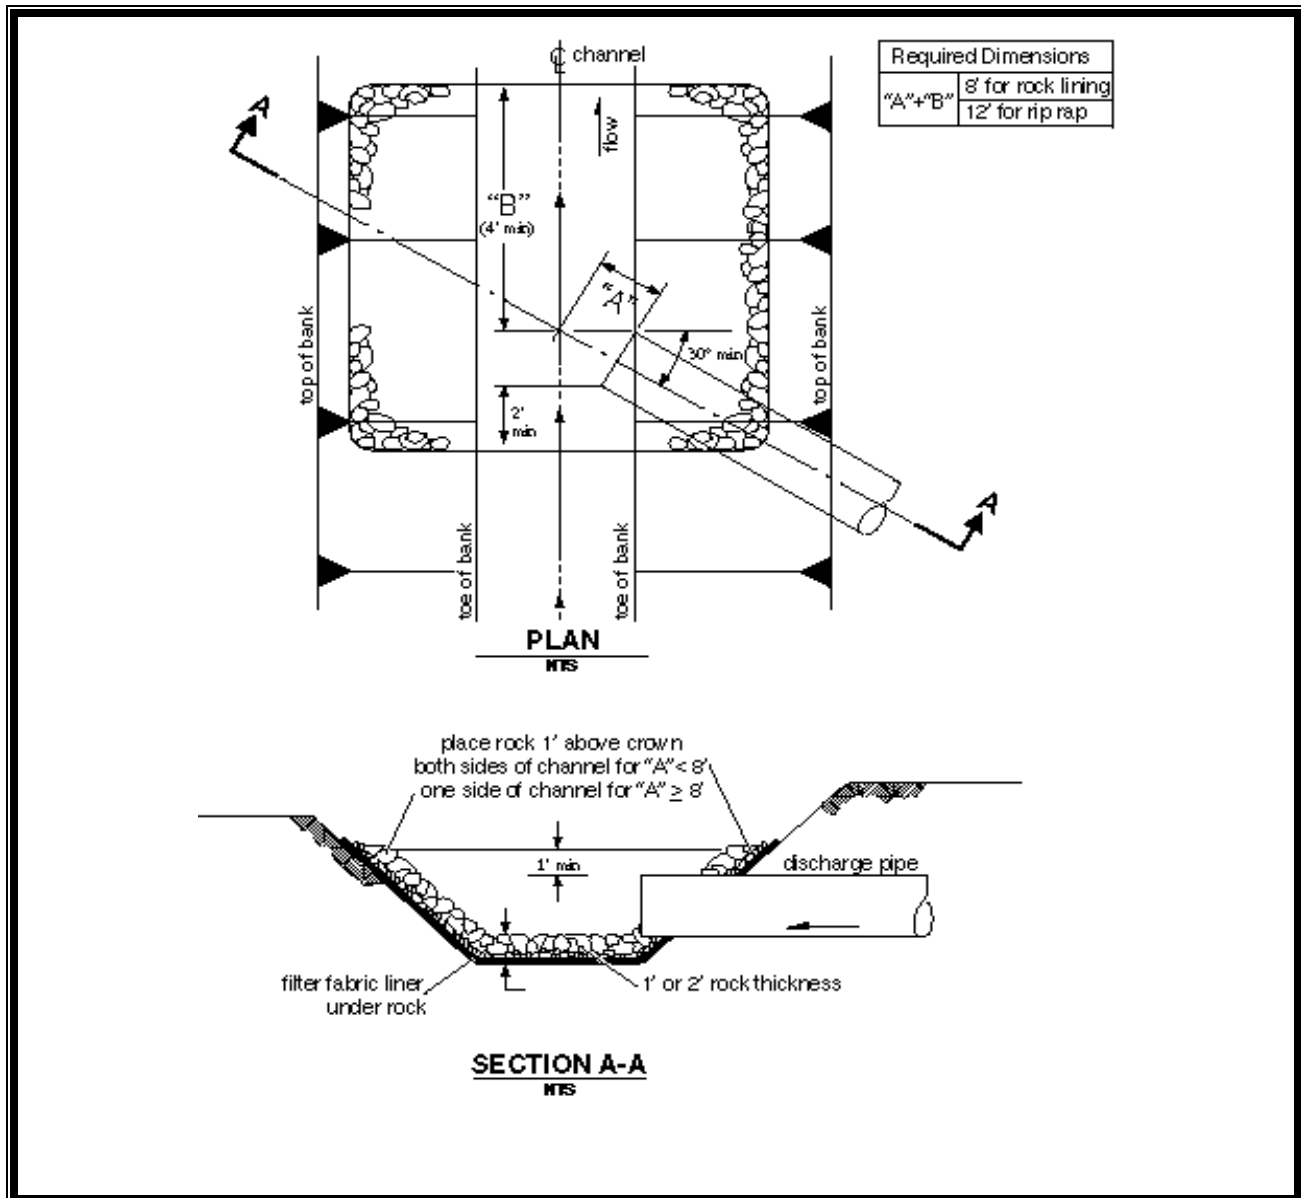 ℄ channel
Required Dimensions
"A"+"B"
8' for rock lining
12' for rip rap
A
flow
"B"
(4' min)
"A"
30° min
top of bank
top of bank
2'
min
A
toe of bank
toe of bank
PLAN
NTS
place rock 1' above crown
both sides of channel for "A" < 8'
one side of channel for "A" ≥ 8'
1' min
discharge pipe
filter fabric liner
under rock
1' or 2' rock thickness
SECTION A-A
NTS